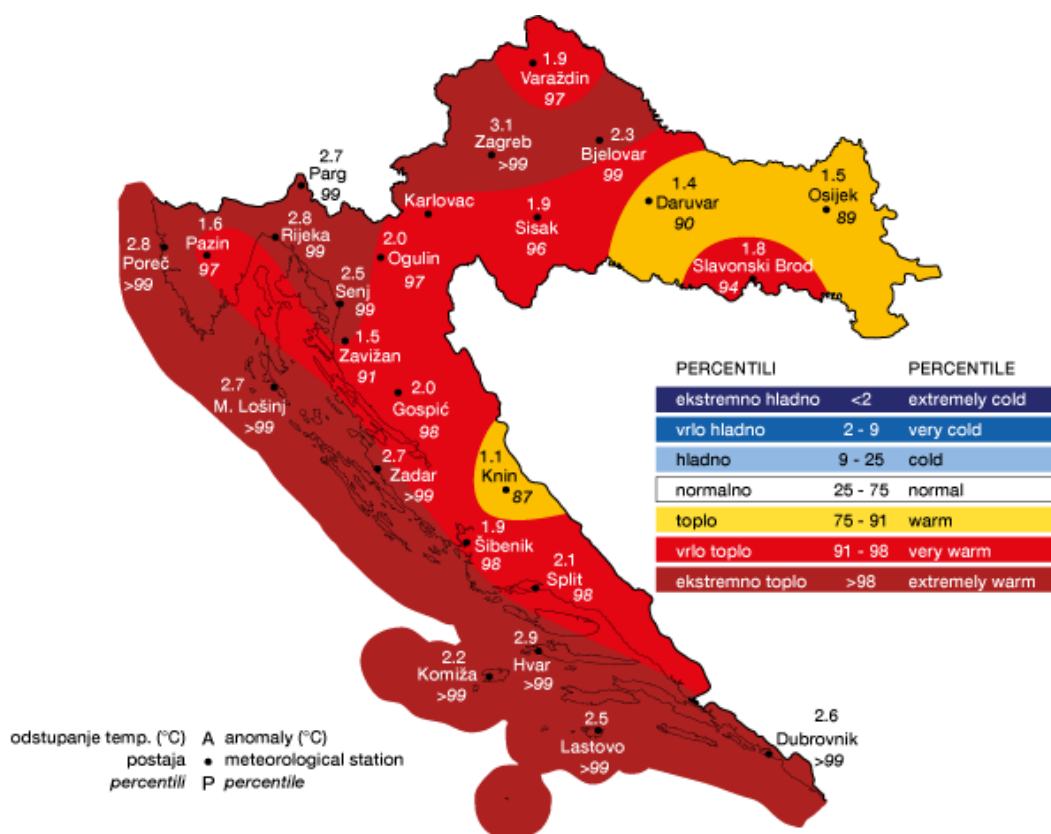 1.9
Varaždin
97
3.1
Zagreb
>99
2.3
Bjelovar
99
2.7
Parg
99
1.4
Daruvar
90
1.5
Osijek
89
Karlovac
1.9
Sisak
96
1.8
Slavonski Brod
94
2.8
Poreč
>99
1.6
Pazin
97
2.8
Rijeka
99
2.0
Ogulin
97
2.5
Senj
99
1.5
Zavižan
91
2.7
M. Lošinj
>99
2.0
Gospić
98
2.7
Zadar
>99
1.1
Knin
87
1.9
Šibenik
98
2.1
Split
98
2.9
Hvar
>99
2.2
Komiža
>99
2.5
Lastovo
>99
2.6
Dubrovnik
>99
PERCENTILI PERCENTILE
ekstremno hladno <2 extremely cold
vrlo hladno 2 - 9 very cold
hladno 9 - 25 cold
normalno 25 - 75 normal
toplo 75 - 91 warm
vrlo toplo 91 - 98 very warm
ekstremno toplo >98 extremely warm
odstupanje temp. (°C) A anomaly (°C)
postaja • meteorological station
percentili P percentile